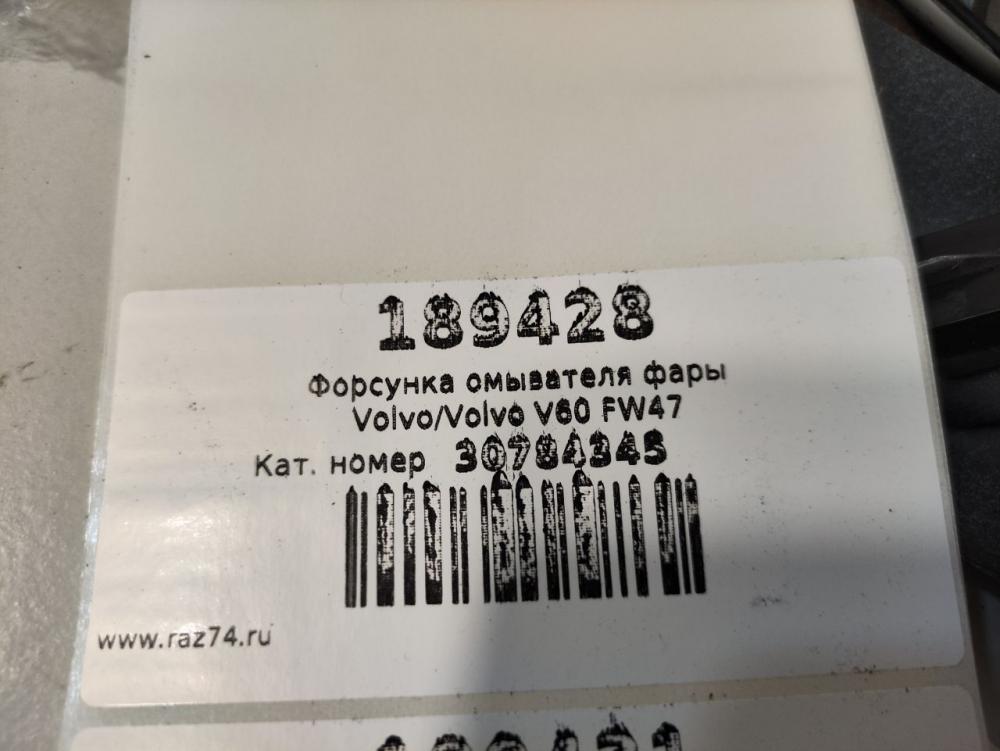 189428
Форсунка омывателя фары
Volvo/Volvo V60 FW47
Кат. номер 30784345
www.raz74.ru